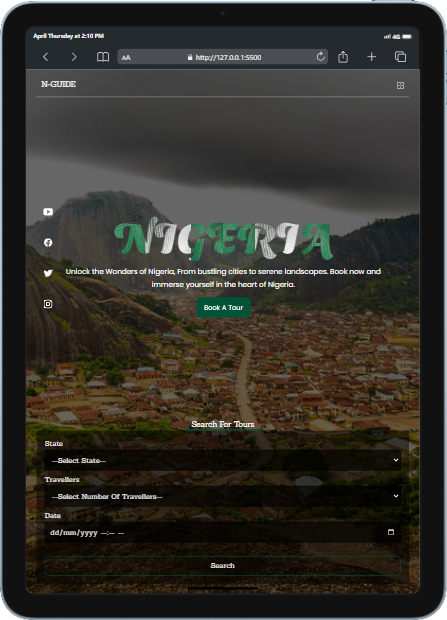 April Thursday at 2:10 PM
4G
AA
http://127.0.0.1:5500
N-GUIDE
NIGERIA
Unlock the Wonders of Nigeria, From bustling cities to serene landscapes. Book now and
immerse yourself in the heart of Nigeria.
Book A Tour
Search For Tours
State
---Select State---
Travellers
---Select Number Of Travellers---
Date
dd/mm/yyyy --:-- --
Search